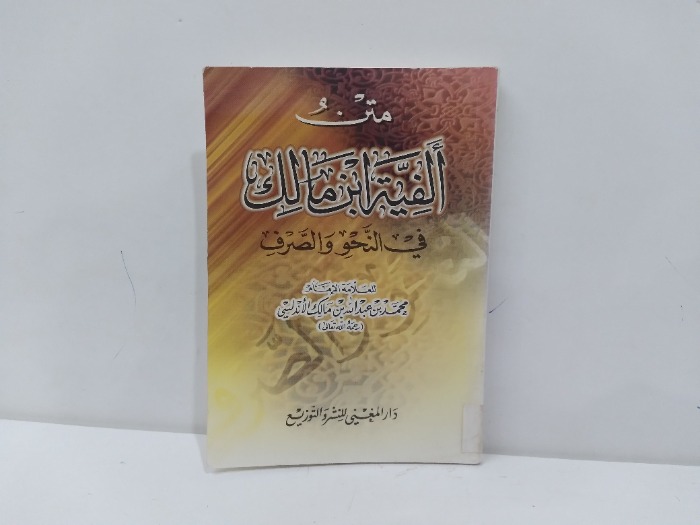 متن
ألفية ابن مالك
في النحو والصرف
للعلامة الإمام
محمد بن عبد الله بن مالك الأندلسي
(رحمه الله تعالى)
دار المغني للنشر والتوزيع